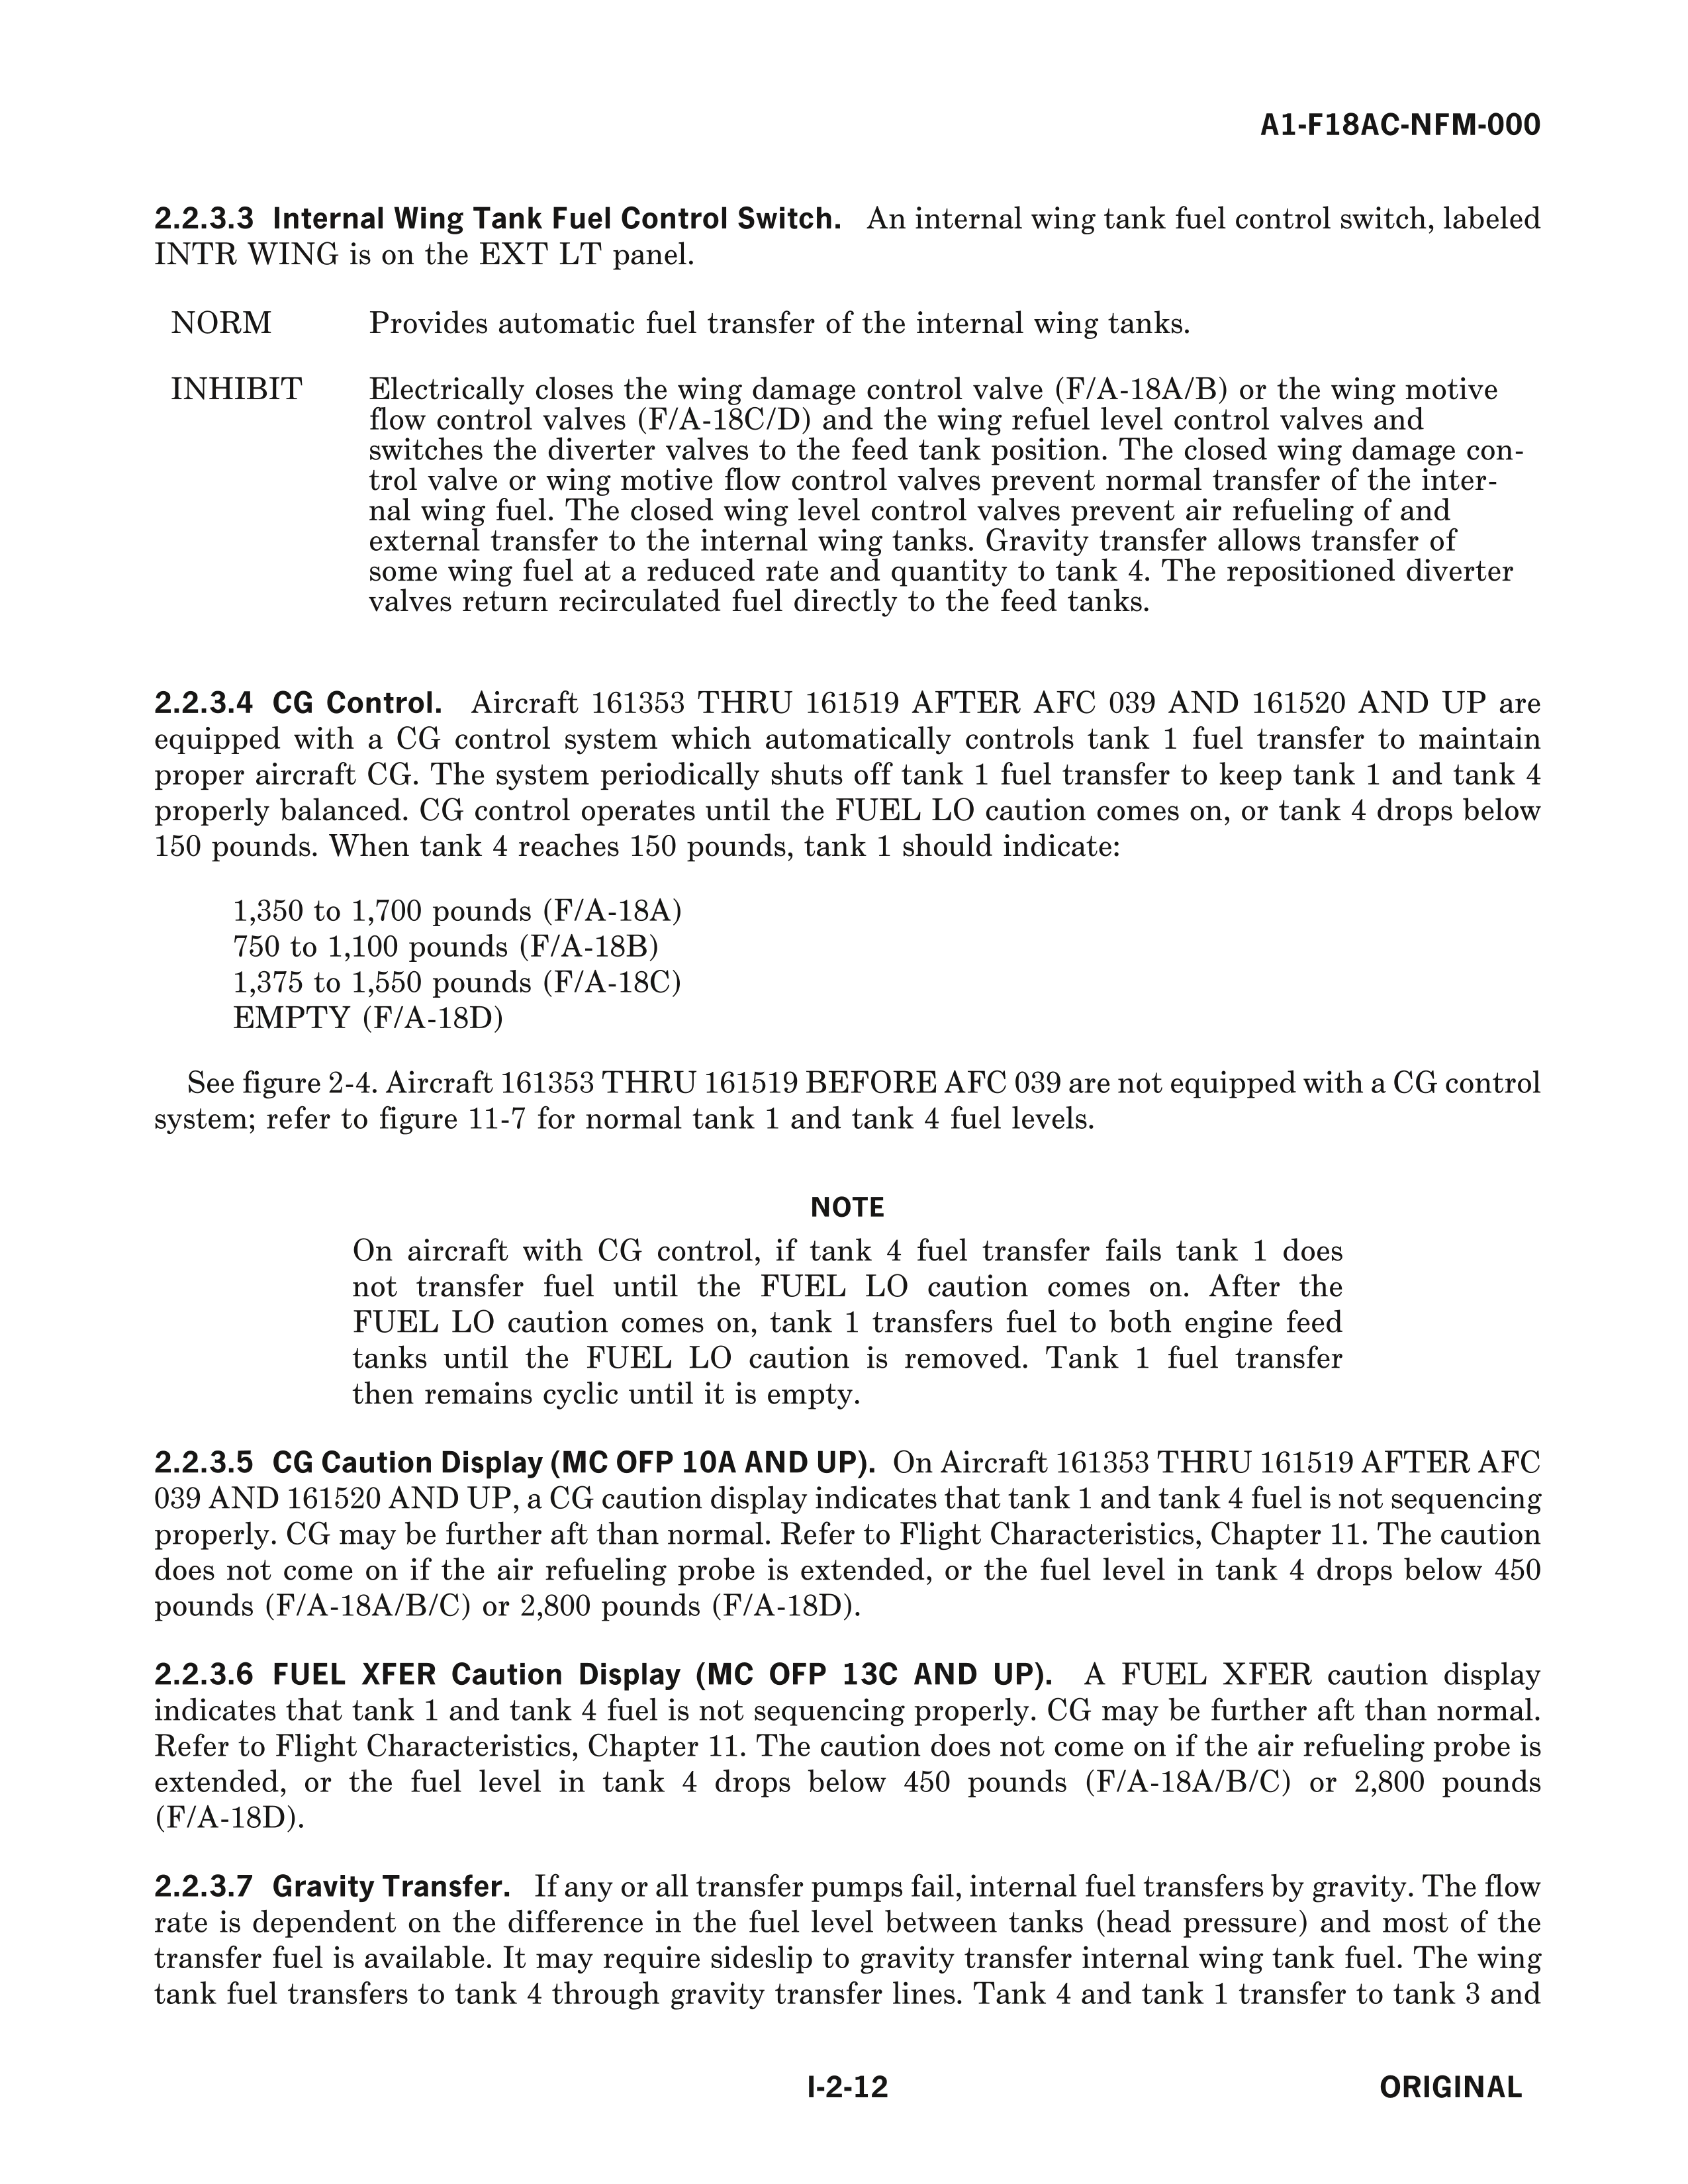 A1-F18AC-NFM-000
2.2.3.3 Internal Wing Tank Fuel Control Switch. An internal wing tank fuel control switch, labeled
INTR WING is on the EXT LT panel.
NORM Provides automatic fuel transfer of the internal wing tanks.
INHIBIT Electrically closes the wing damage control valve (F/A-18A/B) or the wing motive
flow control valves (F/A-18C/D) and the wing refuel level control valves and
switches the diverter valves to the feed tank position. The closed wing damage con-
trol valve or wing motive flow control valves prevent normal transfer of the inter-
nal wing fuel. The closed wing level control valves prevent air refueling of and
external transfer to the internal wing tanks. Gravity transfer allows transfer of
some wing fuel at a reduced rate and quantity to tank 4. The repositioned diverter
valves return recirculated fuel directly to the feed tanks.
2.2.3.4 CG Control. Aircraft 161353 THRU 161519 AFTER AFC 039 AND 161520 AND UP are
equipped with a CG control system which automatically controls tank 1 fuel transfer to maintain
proper aircraft CG. The system periodically shuts off tank 1 fuel transfer to keep tank 1 and tank 4
properly balanced. CG control operates until the FUEL LO caution comes on, or tank 4 drops below
150 pounds. When tank 4 reaches 150 pounds, tank 1 should indicate:
1,350 to 1,700 pounds (F/A-18A)
750 to 1,100 pounds (F/A-18B)
1,375 to 1,550 pounds (F/A-18C)
EMPTY (F/A-18D)
See figure 2-4. Aircraft 161353 THRU 161519 BEFORE AFC 039 are not equipped with a CG control
system; refer to figure 11-7 for normal tank 1 and tank 4 fuel levels.
NOTE
On aircraft with CG control, if tank 4 fuel transfer fails tank 1 does
not transfer fuel until the FUEL LO caution comes on. After the
FUEL LO caution comes on, tank 1 transfers fuel to both engine feed
tanks until the FUEL LO caution is removed. Tank 1 fuel transfer
then remains cyclic until it is empty.
2.2.3.5 CG Caution Display (MC OFP 10A AND UP). On Aircraft 161353 THRU 161519 AFTER AFC
039 AND 161520 AND UP, a CG caution display indicates that tank 1 and tank 4 fuel is not sequencing
properly. CG may be further aft than normal. Refer to Flight Characteristics, Chapter 11. The caution
does not come on if the air refueling probe is extended, or the fuel level in tank 4 drops below 450
pounds (F/A-18A/B/C) or 2,800 pounds (F/A-18D).
2.2.3.6 FUEL XFER Caution Display (MC OFP 13C AND UP). A FUEL XFER caution display
indicates that tank 1 and tank 4 fuel is not sequencing properly. CG may be further aft than normal.
Refer to Flight Characteristics, Chapter 11. The caution does not come on if the air refueling probe is
extended, or the fuel level in tank 4 drops below 450 pounds (F/A-18A/B/C) or 2,800 pounds
(F/A-18D).
2.2.3.7 Gravity Transfer. If any or all transfer pumps fail, internal fuel transfers by gravity. The flow
rate is dependent on the difference in the fuel level between tanks (head pressure) and most of the
transfer fuel is available. It may require sideslip to gravity transfer internal wing tank fuel. The wing
tank fuel transfers to tank 4 through gravity transfer lines. Tank 4 and tank 1 transfer to tank 3 and
I-2-12 ORIGINAL